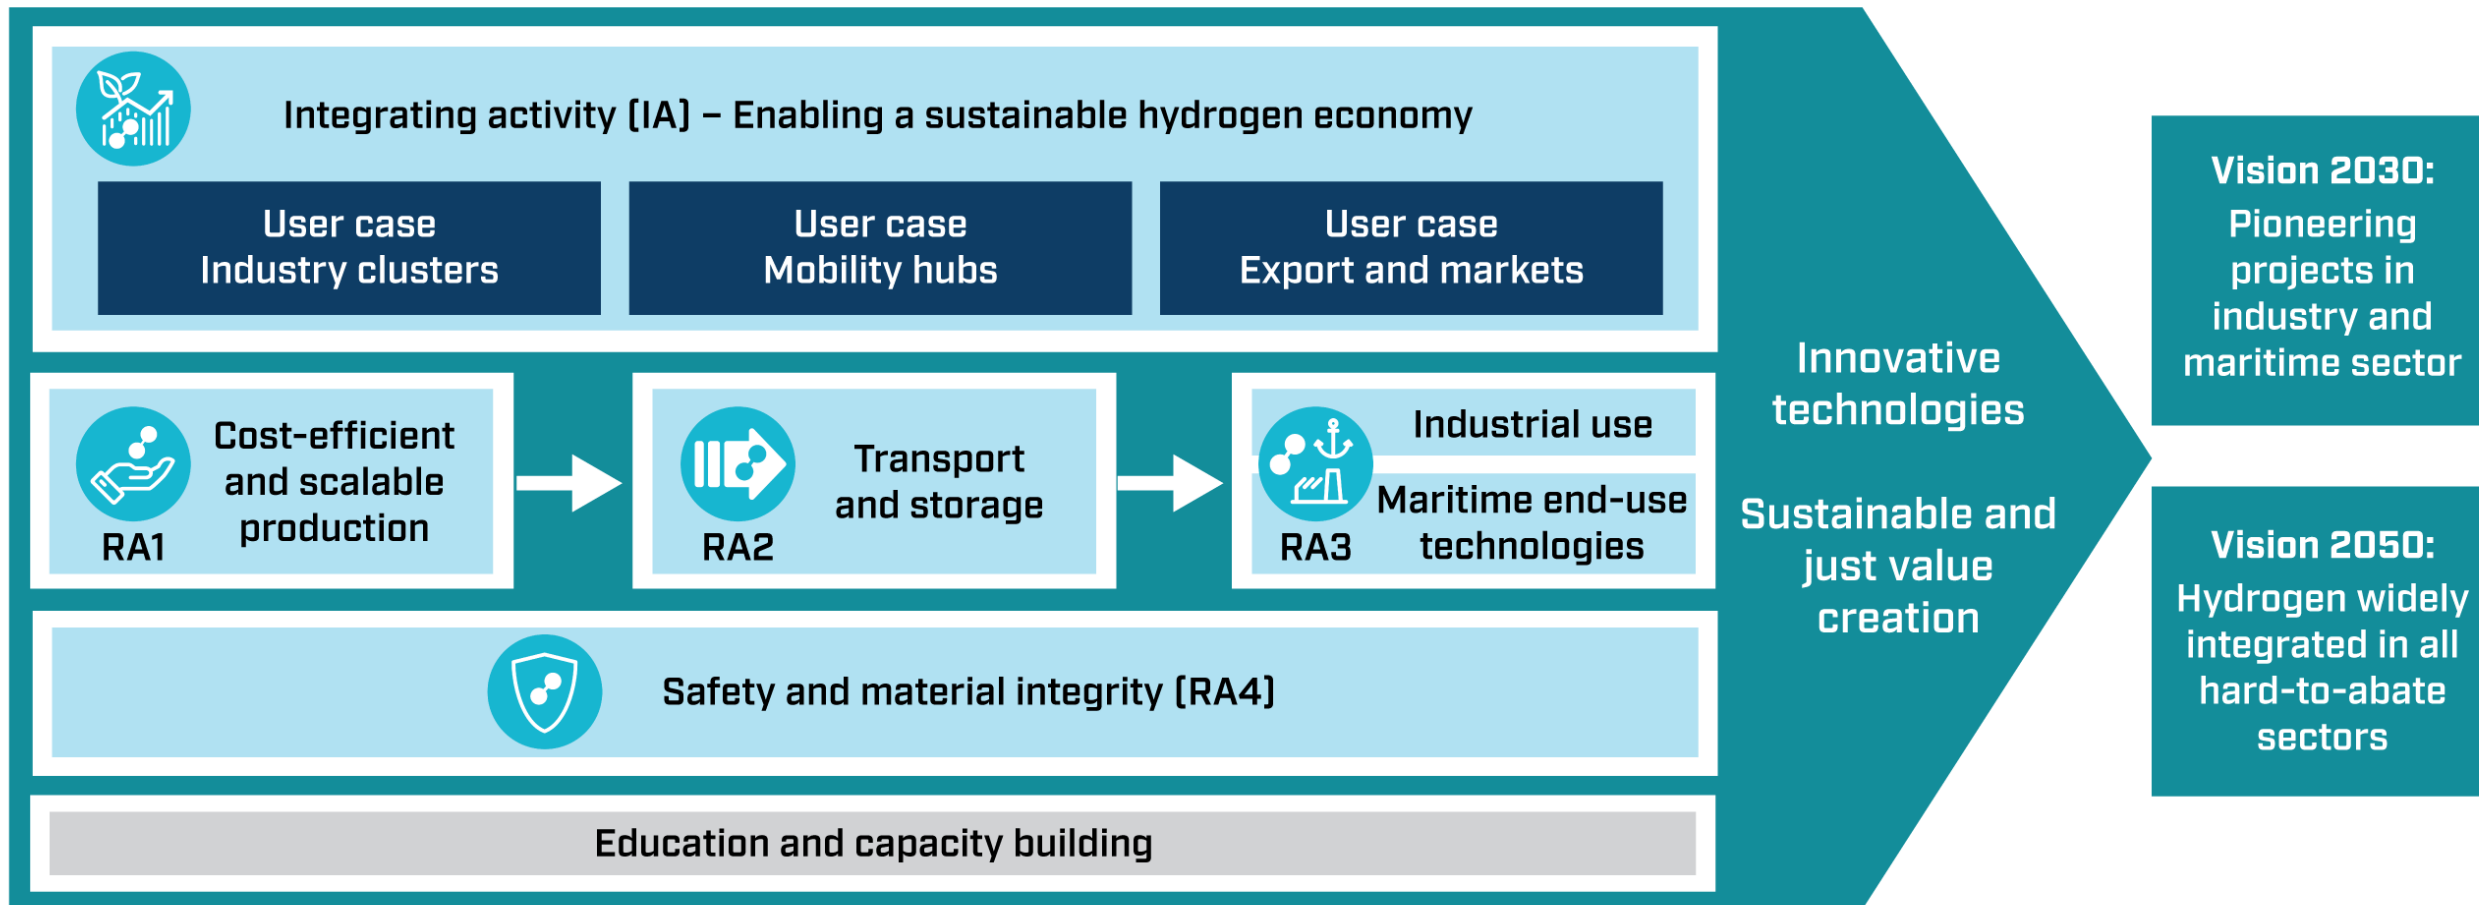 Integrating activity (IA) – Enabling a sustainable hydrogen economy
User case
Industry clusters
User case
Mobility hubs
User case
Export and markets
RA1
Cost-efficient
and scalable
production
RA2
Transport
and storage
RA3
Industrial use
Maritime end-use
technologies
Safety and material integrity (RA4)
Education and capacity building
Innovative
technologies
Sustainable and
just value
creation
Vision 2030:
Pioneering
projects in
industry and
maritime sector
Vision 2050:
Hydrogen widely
integrated in all
hard-to-abate
sectors